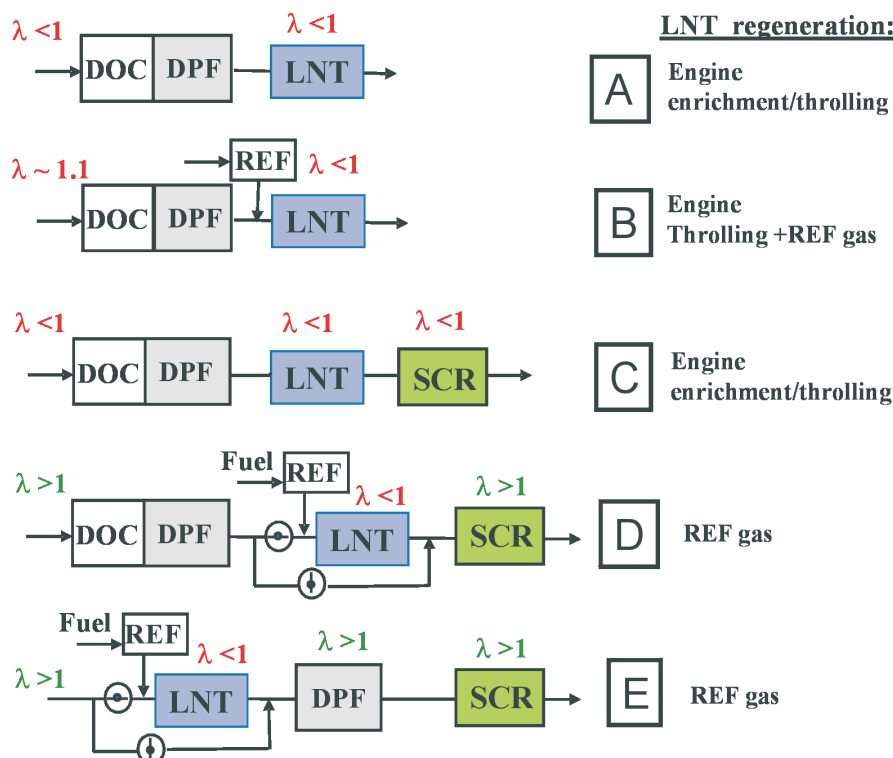 LNT regeneration:
λ <1
λ <1
DOC DPF LNT
A
Engine
enrichment/throlling
λ ~ 1.1
REF
λ <1
DOC DPF LNT
B
Engine
Throlling +REF gas
λ <1
λ <1
λ <1
DOC DPF LNT SCR
C
Engine
enrichment/throlling
Fuel
REF
λ >1
λ <1
λ >1
DOC DPF LNT SCR
D
REF gas
Fuel
REF
λ >1
λ <1
λ >1
λ >1
LNT DPF SCR
E
REF gas